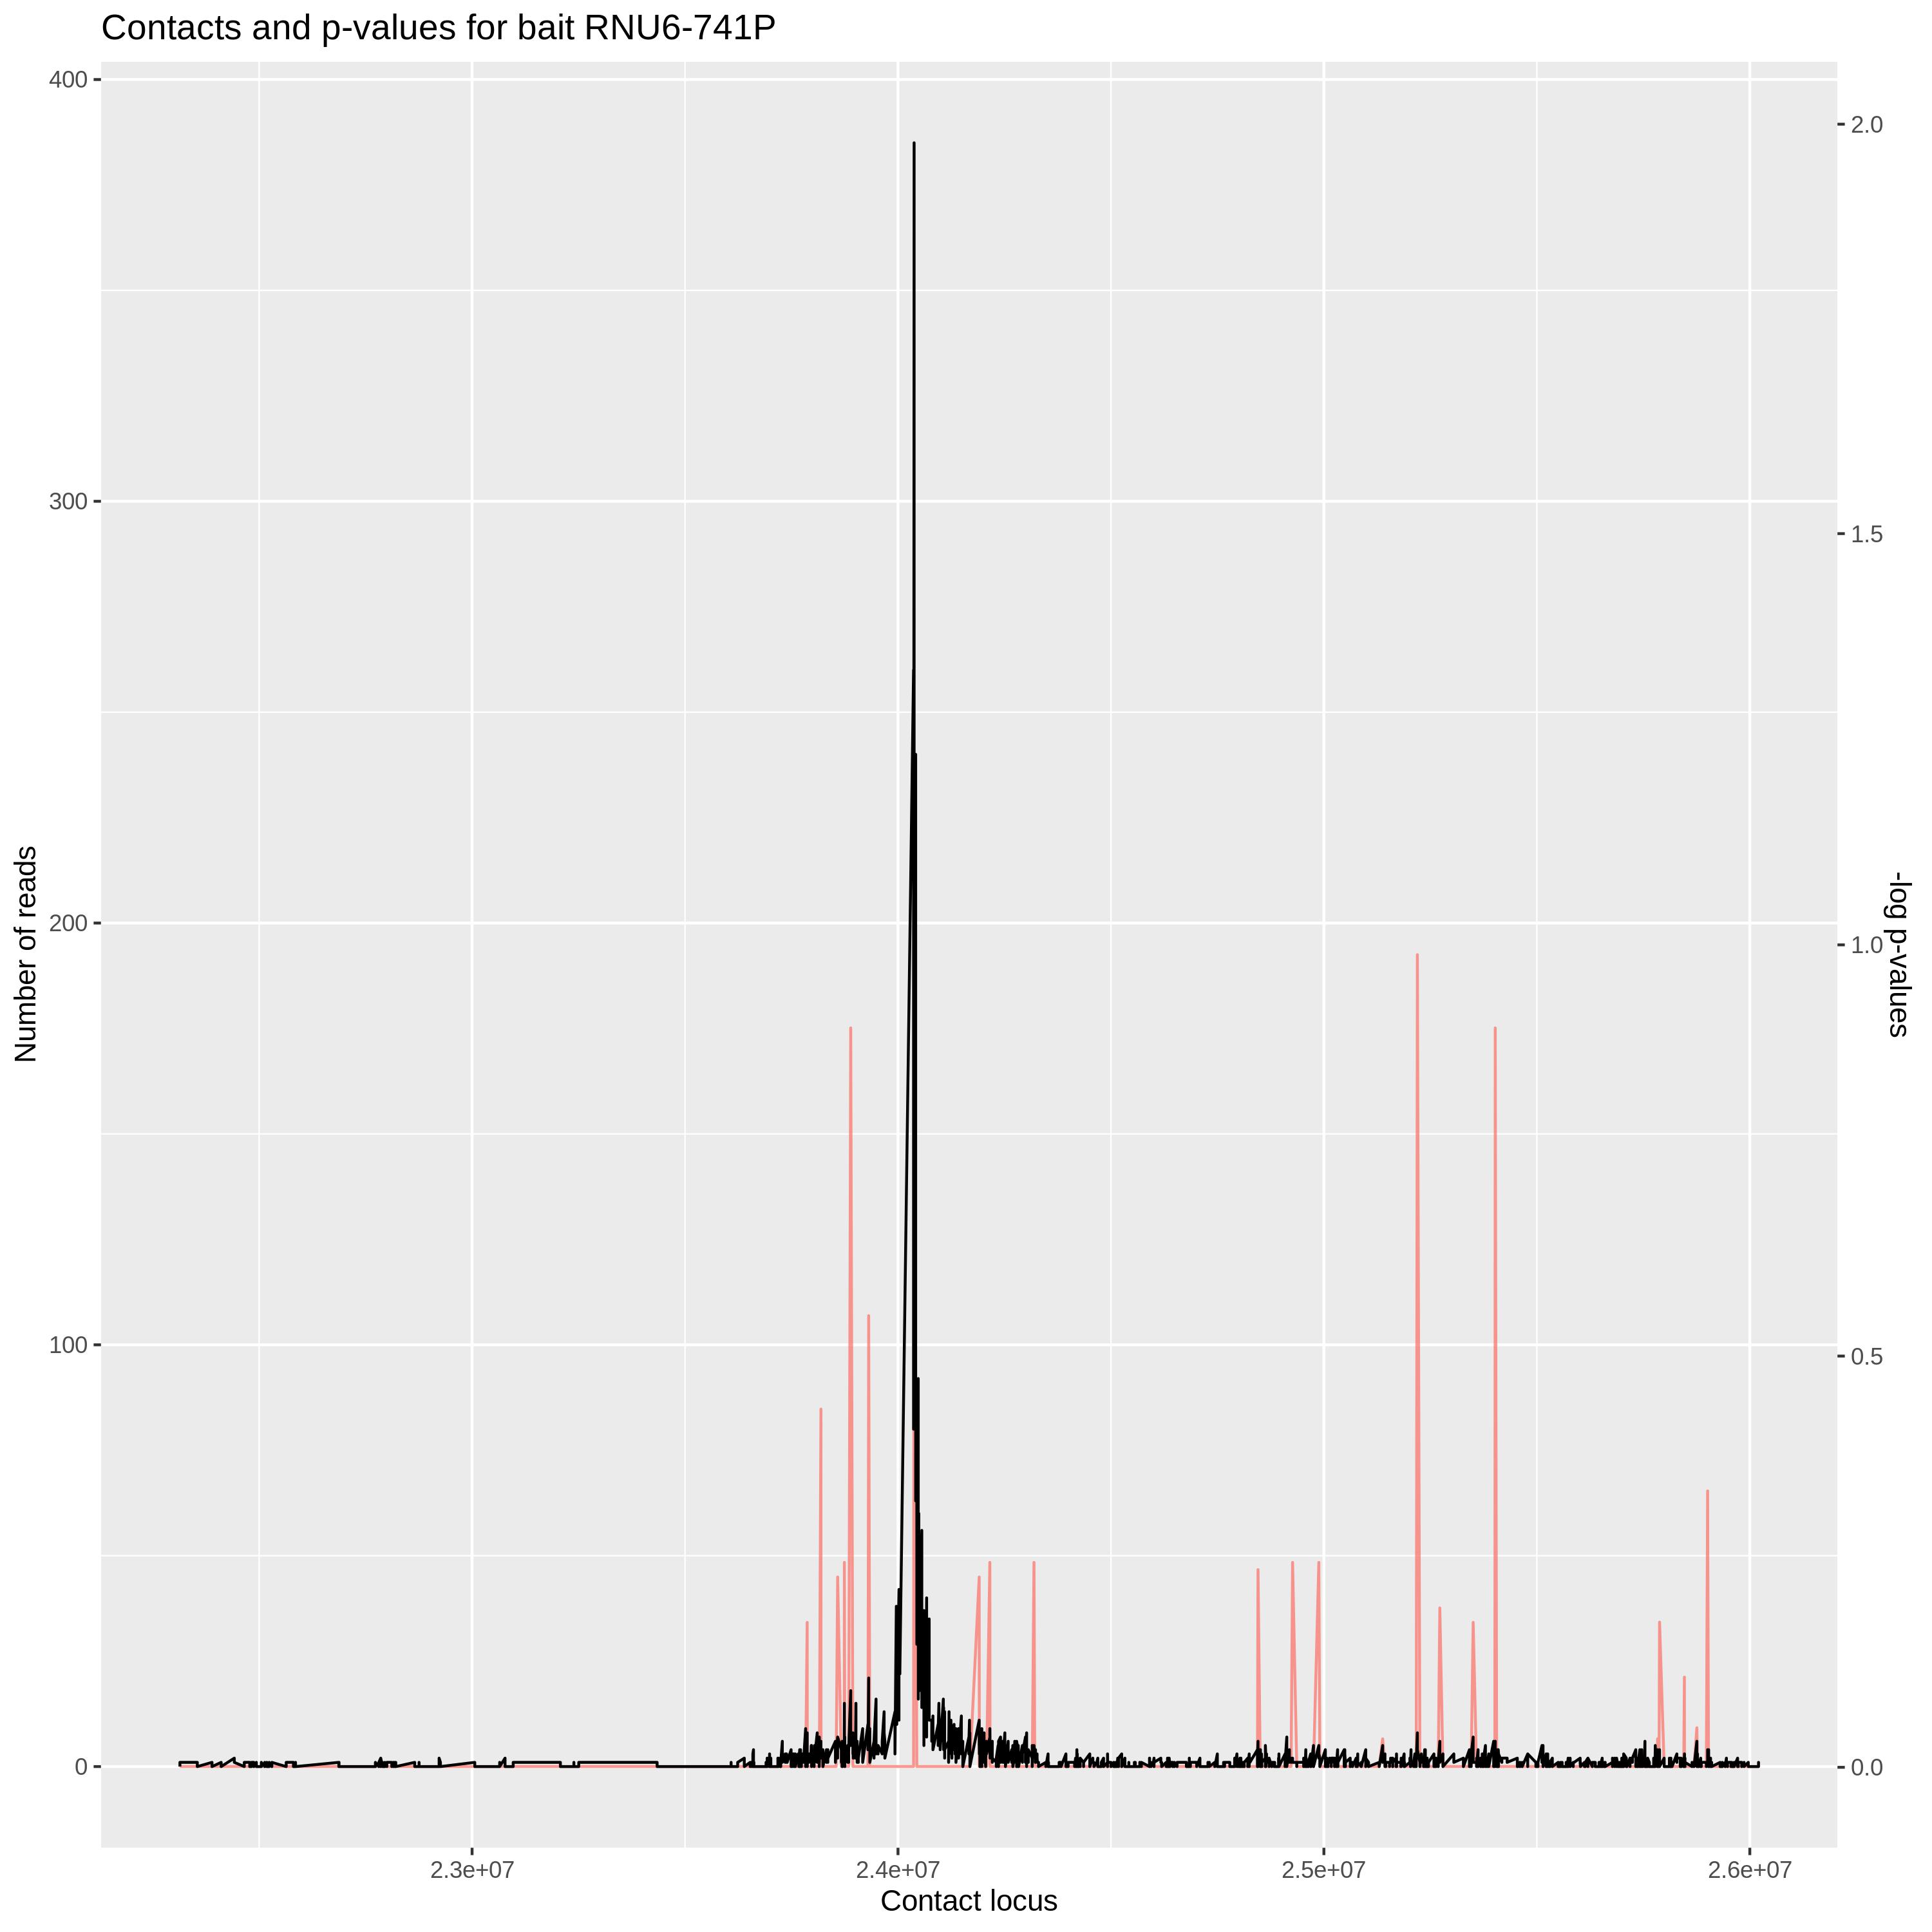 Contacts and p-values for bait RNU6-741P
400
300
200
100
0
Number of reads
2.0
1.5
1.0
0.5
0.0
-log p-values
2.3e+07
2.4e+07
2.5e+07
2.6e+07
Contact locus